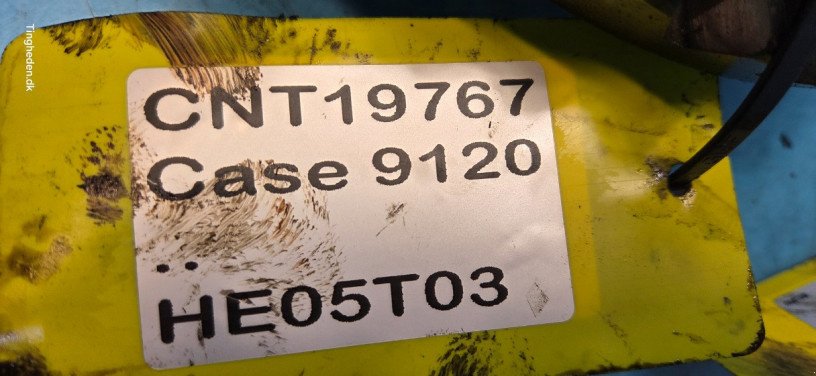 Tingheden.dk
CNT19767
Case 9120
..
HE05T03